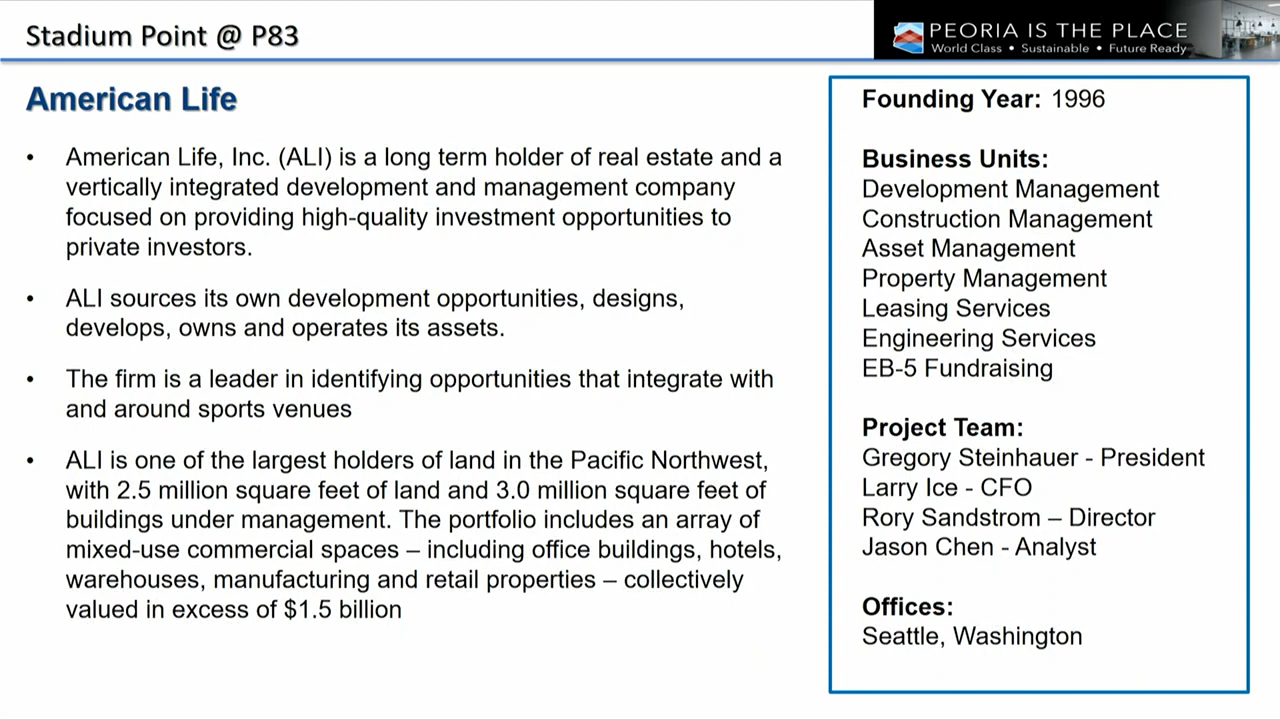 Stadium Point @ P83
PEORIA IS THE PLACE
World Class • Sustainable • Future Ready
American Life
• American Life, Inc. (ALI) is a long term holder of real estate and a
vertically integrated development and management company
focused on providing high-quality investment opportunities to
private investors.
• ALI sources its own development opportunities, designs,
develops, owns and operates its assets.
• The firm is a leader in identifying opportunities that integrate with
and around sports venues
• ALI is one of the largest holders of land in the Pacific Northwest,
with 2.5 million square feet of land and 3.0 million square feet of
buildings under management. The portfolio includes an array of
mixed-use commercial spaces – including office buildings, hotels,
warehouses, manufacturing and retail properties – collectively
valued in excess of $1.5 billion
Founding Year: 1996
Business Units:
Development Management
Construction Management
Asset Management
Property Management
Leasing Services
Engineering Services
EB-5 Fundraising
Project Team:
Gregory Steinhauer - President
Larry Ice - CFO
Rory Sandstrom – Director
Jason Chen - Analyst
Offices:
Seattle, Washington